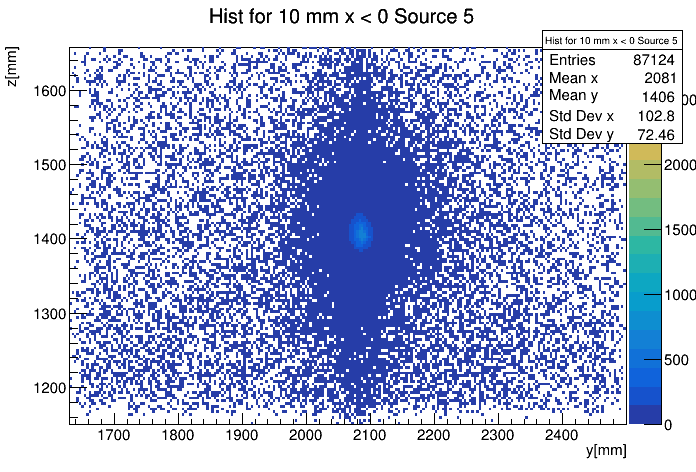 Hist for 10 mm x < 0 Source 5
Hist for 10 mm x < 0 Source 5
Entries 87124
Mean x 2081
Mean y 1406
Std Dev x 102.8
Std Dev y 72.46
z[mm]
1600
1500
1400
1300
1200
1700 1800 1900 2000 2100 2200 2300 2400
y[mm]
2000
1500
1000
500
0